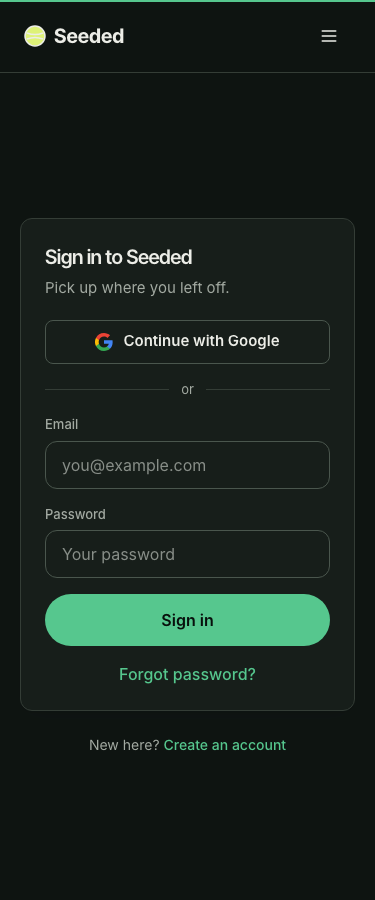 Seeded
Sign in to Seeded
Pick up where you left off.
Continue with Google
or
Email
you@example.com
Password
Your password
Sign in
Forgot password?
New here? Create an account